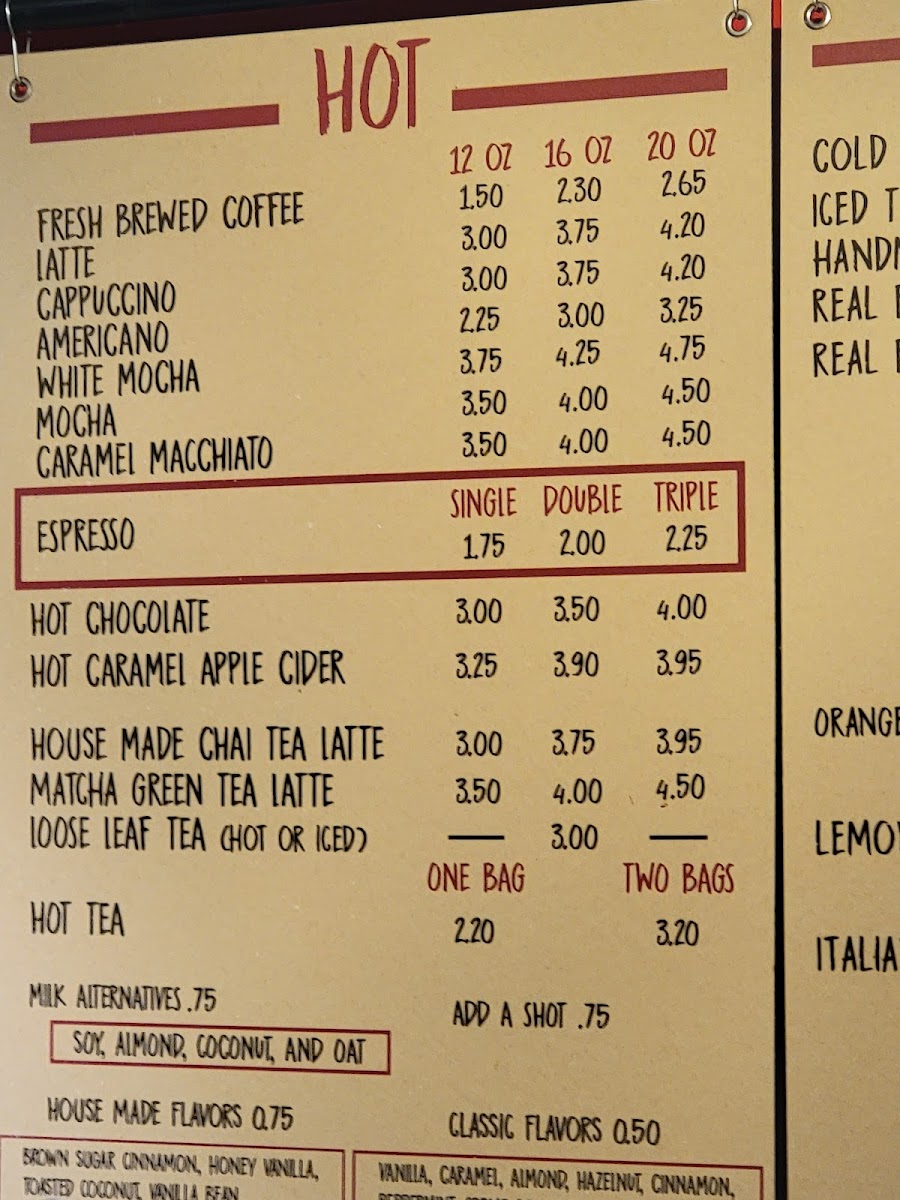 HOT
12 OZ 16 OZ 20 OZ
FRESH BREWED COFFEE 1.50 2.30 2.65
LATTE 3.00 3.75 4.20
CAPPUCCINO 3.00 3.75 4.20
AMERICANO 2.25 3.00 3.25
WHITE MOCHA 3.75 4.25 4.75
MOCHA 3.50 4.00 4.50
CARAMEL MACCHIATO 3.50 4.00 4.50
SINGLE DOUBLE TRIPLE
ESPRESSO 1.75 2.00 2.25
HOT CHOCOLATE 3.00 3.50 4.00
HOT CARAMEL APPLE CIDER 3.25 3.90 3.95
HOUSE MADE CHAI TEA LATTE 3.00 3.75 3.95
MATCHA GREEN TEA LATTE 3.50 4.00 4.50
LOOSE LEAF TEA (HOT OR ICED) — 3.00 —
ONE BAG TWO BAGS
HOT TEA 2.20 3.20
MILK ALTERNATIVES .75
SOY, ALMOND, COCONUT, AND OAT
ADD A SHOT .75
HOUSE MADE FLAVORS 0.75
BROWN SUGAR CINNAMON, HONEY VANILLA,
TOASTED COCONUT, VANILLA BEAN
CLASSIC FLAVORS 0.50
VANILLA, CARAMEL, ALMOND, HAZELNUT, CINNAMON,
COLD
ICED
REAL
REAL